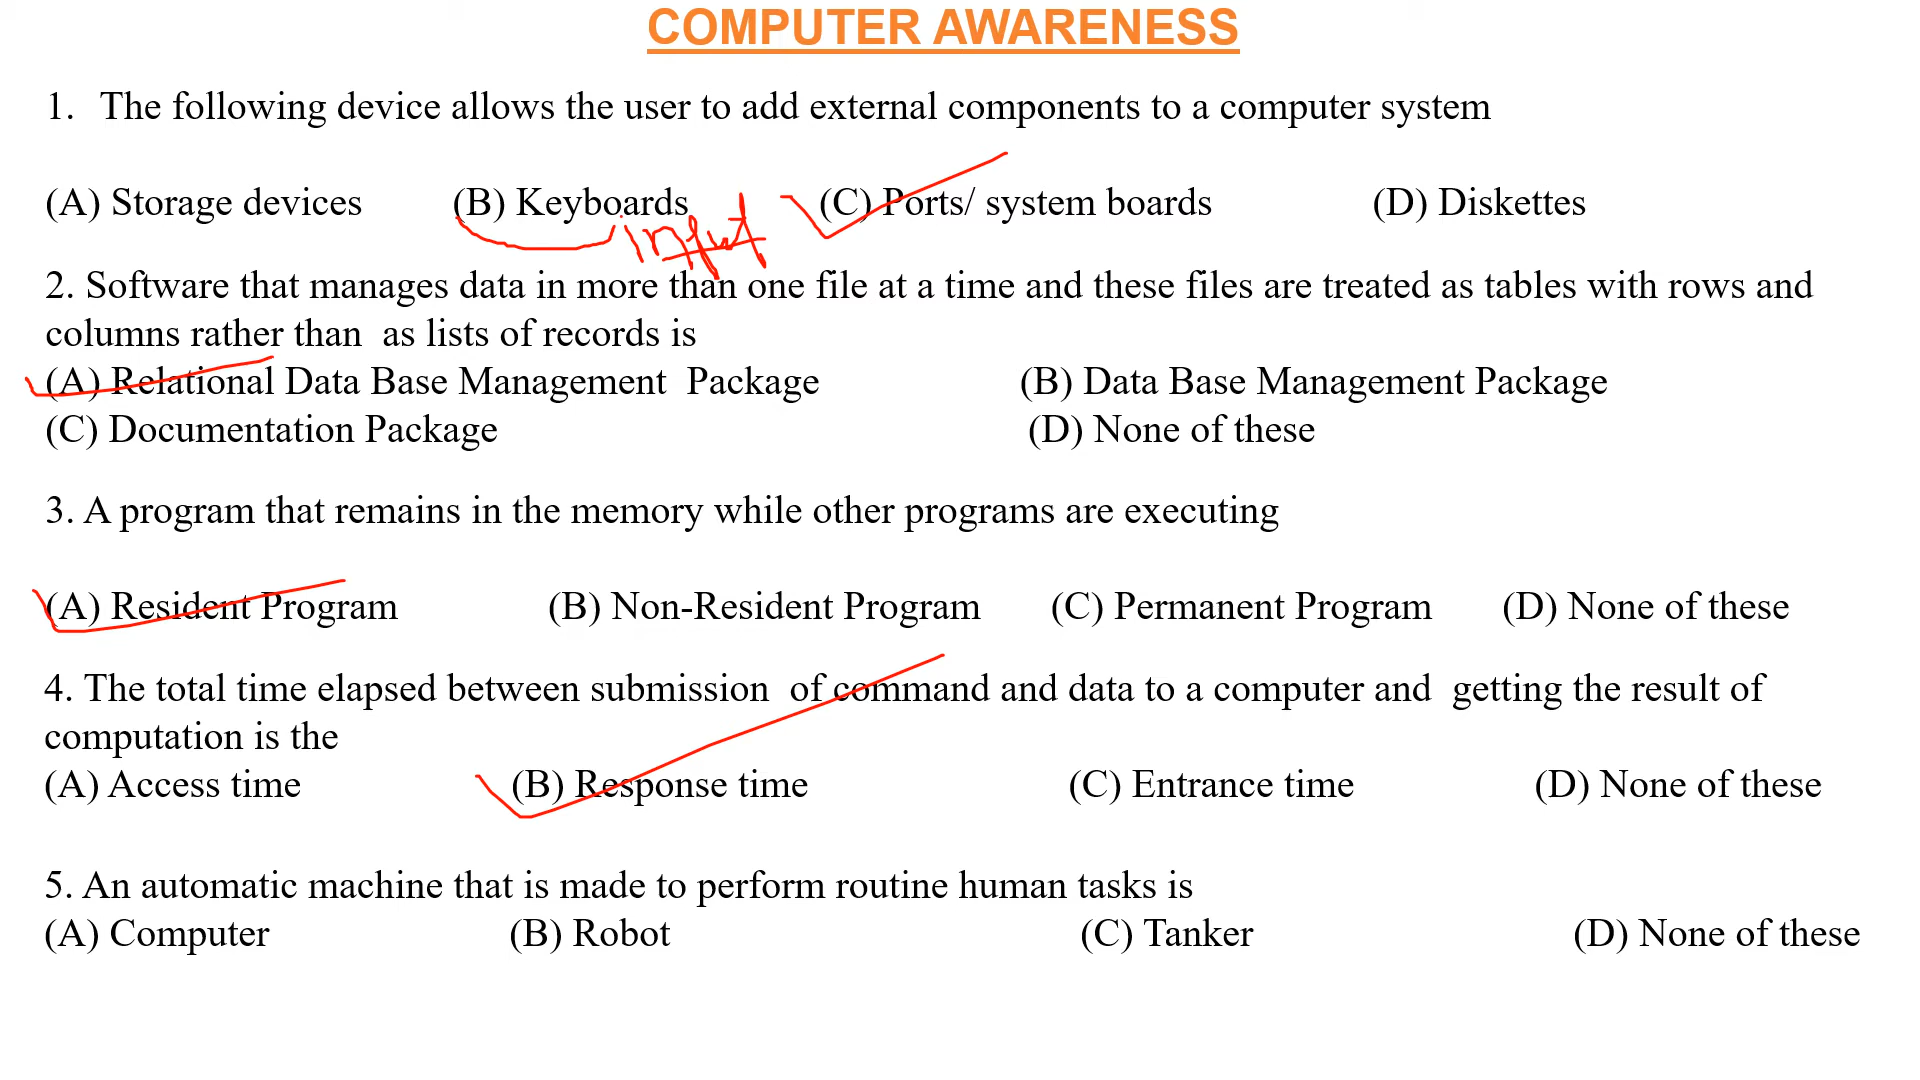 COMPUTER AWARENESS
1. The following device allows the user to add external components to a computer system
(A) Storage devices (B) Keyboards (C) Ports/ system boards (D) Diskettes
input
2. Software that manages data in more than one file at a time and these files are treated as tables with rows and
columns rather than as lists of records is
(A) Relational Data Base Management Package (B) Data Base Management Package
(C) Documentation Package (D) None of these
3. A program that remains in the memory while other programs are executing
(A) Resident Program (B) Non-Resident Program (C) Permanent Program (D) None of these
4. The total time elapsed between submission of command and data to a computer and getting the result of
computation is the
(A) Access time (B) Response time (C) Entrance time (D) None of these
5. An automatic machine that is made to perform routine human tasks is
(A) Computer (B) Robot (C) Tanker (D) None of these